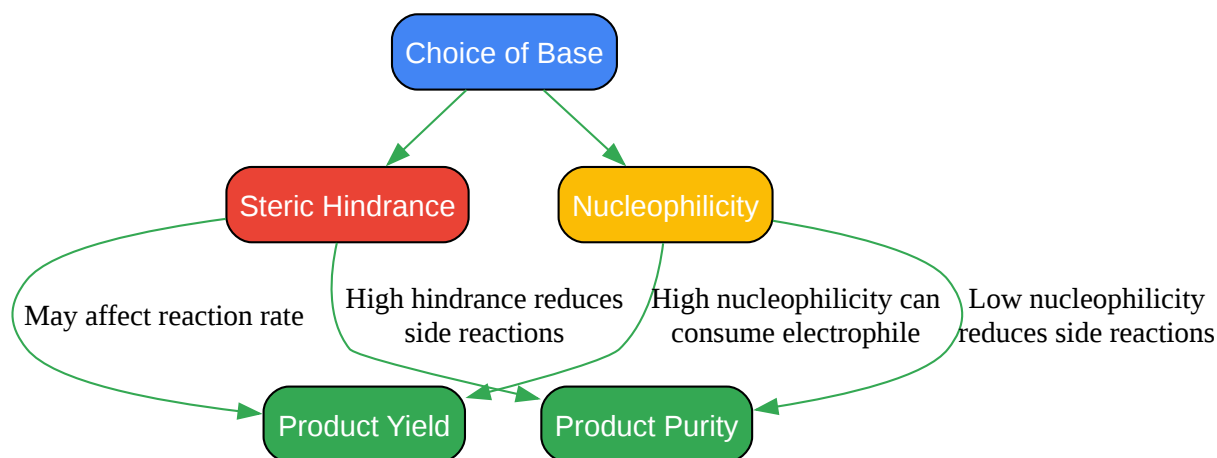 Choice of Base
Steric Hindrance
Nucleophilicity
May affect reaction rate
High hindrance reduces
side reactions
High nucleophilicity can
consume electrophile
Low nucleophilicity
reduces side reactions
Product Yield
Product Purity